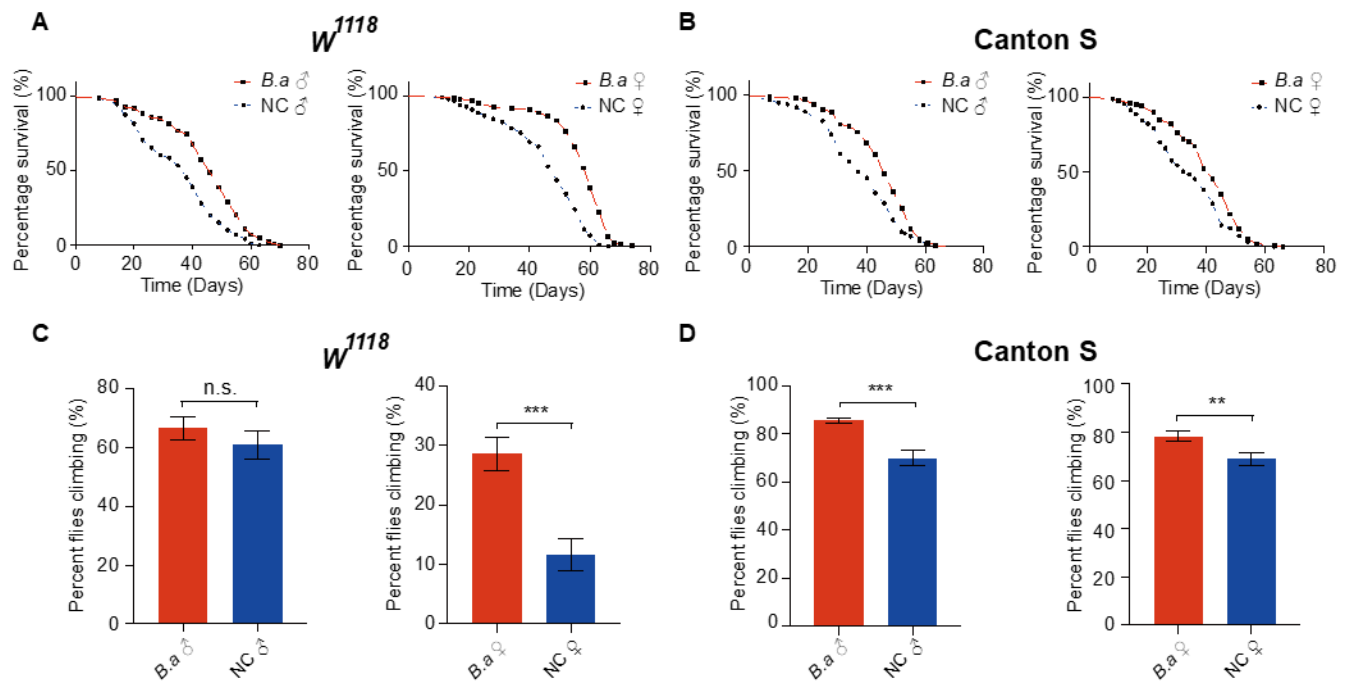 A
W1118
Percentage survival (%)
100
50
0
0 20 40 60 80
Time (Days)
B.a ♂
NC ♂
Percentage survival (%)
100
50
0
0 20 40 60 80
Time (Days)
B.a ♀
NC ♀
B
Canton S
Percentage survival (%)
100
50
0
0 20 40 60 80
Time (Days)
B.a ♂
NC ♂
Percentage survival (%)
100
50
0
0 20 40 60 80
Time (Days)
B.a ♀
NC ♀
C
W1118
Percent flies climbing (%)
80
60
40
20
0
n.s.
B.a ♂
NC ♂
Percent flies climbing (%)
40
30
20
10
0
***
B.a ♀
NC ♀
D
Canton S
Percent flies climbing (%)
100
80
60
80
60
0
***
B.a ♂
NC ♂
Percent flies climbing (%)
100
80
60
80
60
0
**
B.a ♀
NC ♀